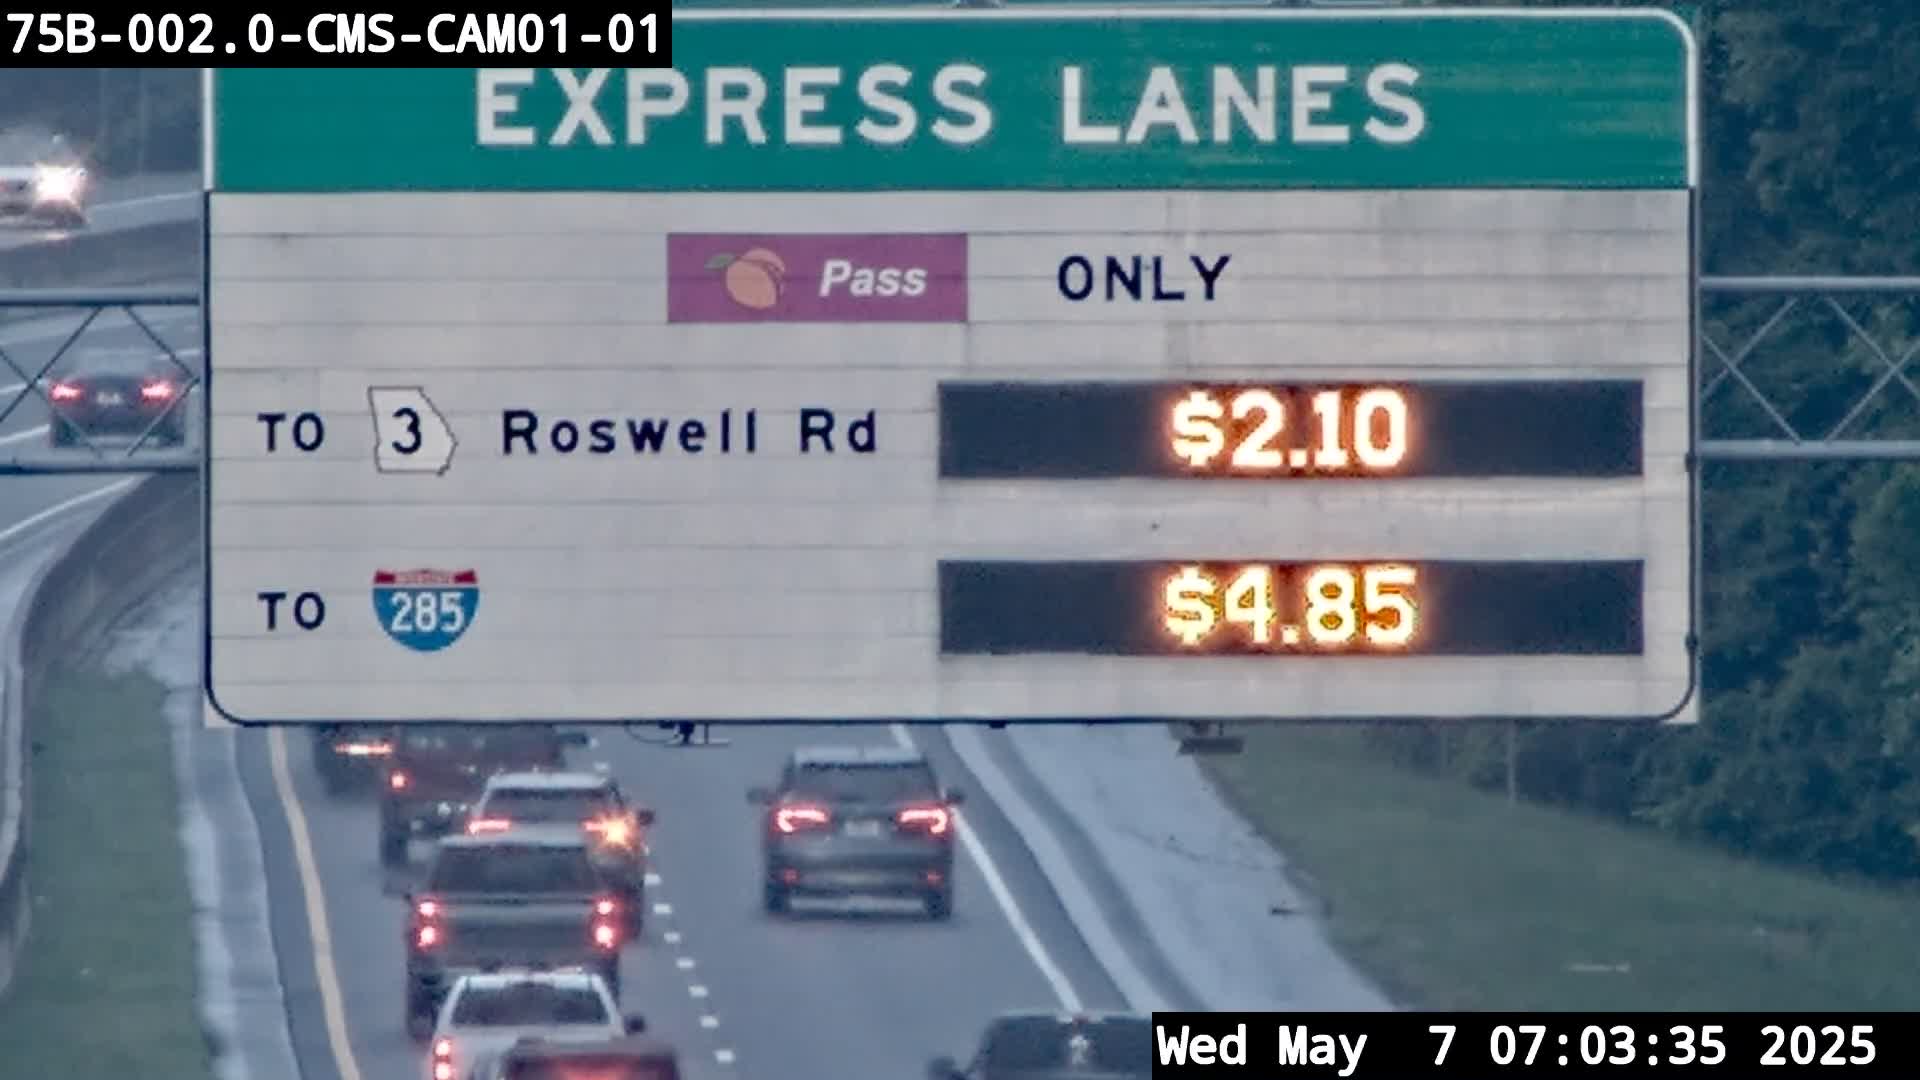 75B-002.0-CMS-CAM01-01
EXPRESS LANES
Pass ONLY
TO 3 Roswell Rd $2.10
TO 285 $4.85
Wed May 7 07:03:35 2025